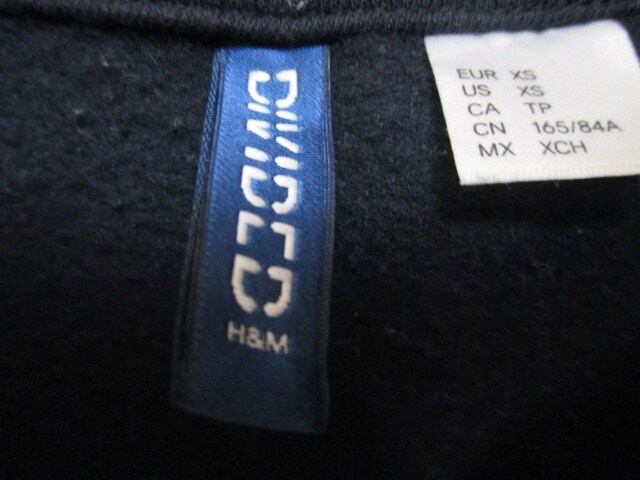 DIVIDED
H&M
EUR XS
US XS
CA TP
CN 165/84A
MX XCH